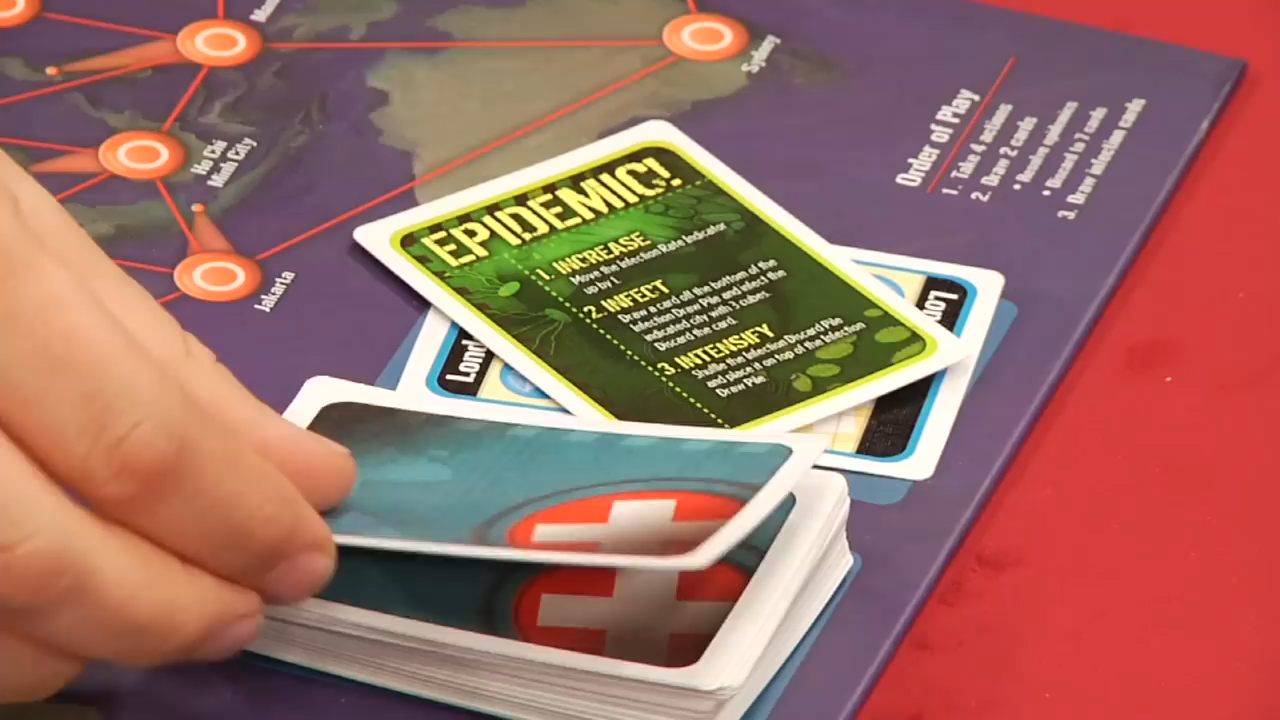 Sydney
Ho Chi
Minh City
Jakarta
Order of Play
1. Take 4 actions
2. Draw 2 cards
• Resolve epidemics
• Discard to 7 cards
3. Draw infection cards
EPIDEMIC!
1. INCREASE
Move the Infection Rate Indicator
up by 1.
2. INFECT
Draw a card off the bottom of the
Infection Draw Pile and infect the
indicated city with 3 cubes.
Discard the card.
3. INTENSIFY
Shuffle the Infection Discard Pile
and place it on top of the Infection
Draw Pile.
Lond
Lon